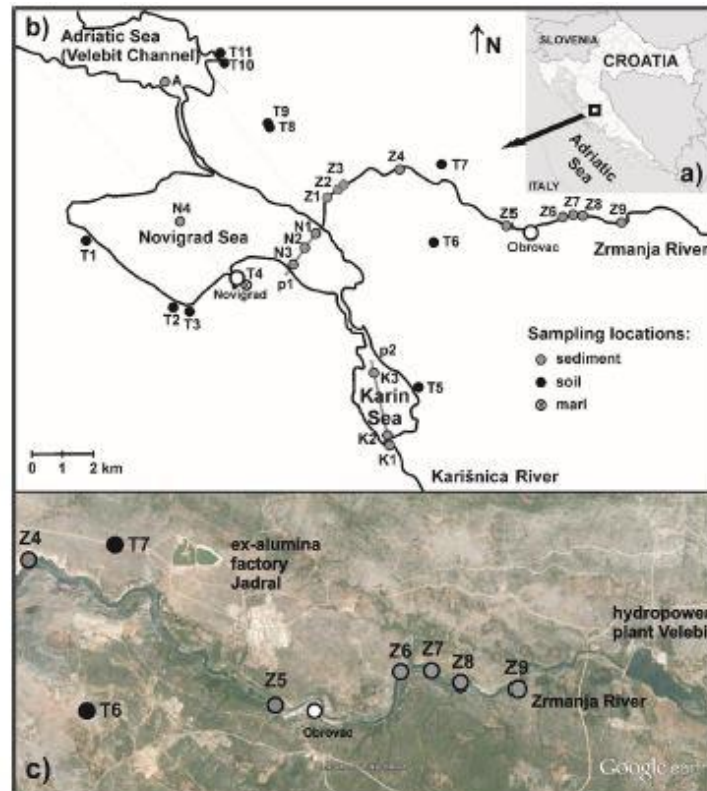 b)
Adriatic Sea
(Velebit Channel)
A
T11
T10
N
SLOVENIA
CROATIA
Adriatic
Sea
ITALY
a)
T9
T8
Z4
T7
Z3
Z2
Z1
N4
N1
N2
N3
Novigrad Sea
p1
T1
T4
Novigrad
T2
T3
T6
Z5
Obrovac
Z6
Z7
Z8
Z9
Zrmanja River
p2
K3
T5
Karin
Sea
K2
K1
Karišnica River
Sampling locations:
sediment
soil
marl
0 1 2 km
Z4
T7
ex-alumina
factory
Jadral
hydropower
plant Velebi
Z6
Z7
Z8
Z9
Z5
Zrmanja River
T6
Obrovac
c)
Google earth